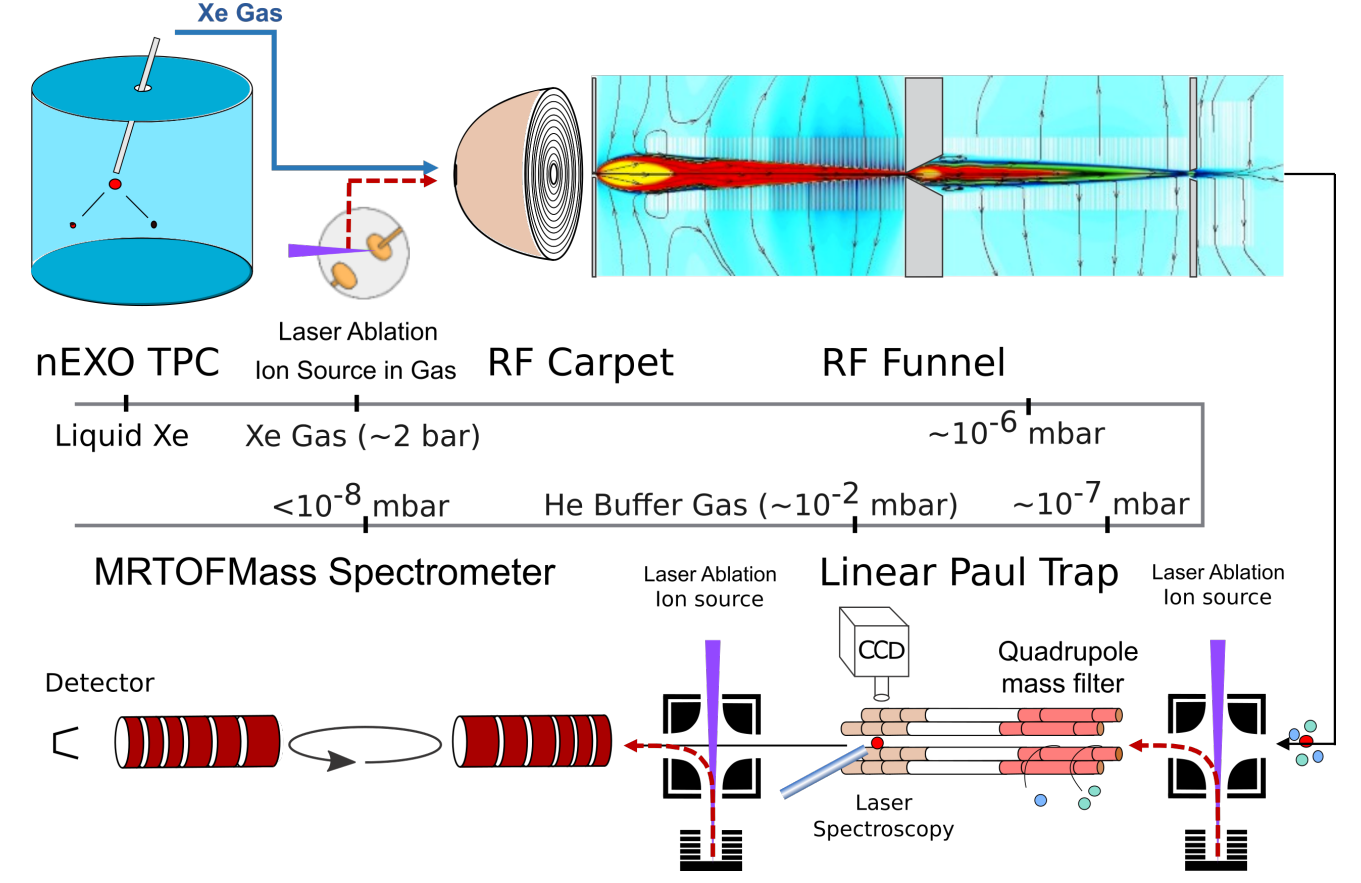 Xe Gas
Laser Ablation
Ion Source in Gas
nEXO TPC
RF Carpet
RF Funnel
Liquid Xe
Xe Gas (~2 bar)
~10-6 mbar
<10-8 mbar
He Buffer Gas (~10-2 mbar)
~10-7 mbar
MRTOFMass Spectrometer
Laser Ablation
Ion source
Linear Paul Trap
Laser Ablation
Ion source
CCD
Quadrupole
mass filter
Detector
Laser
Spectroscopy